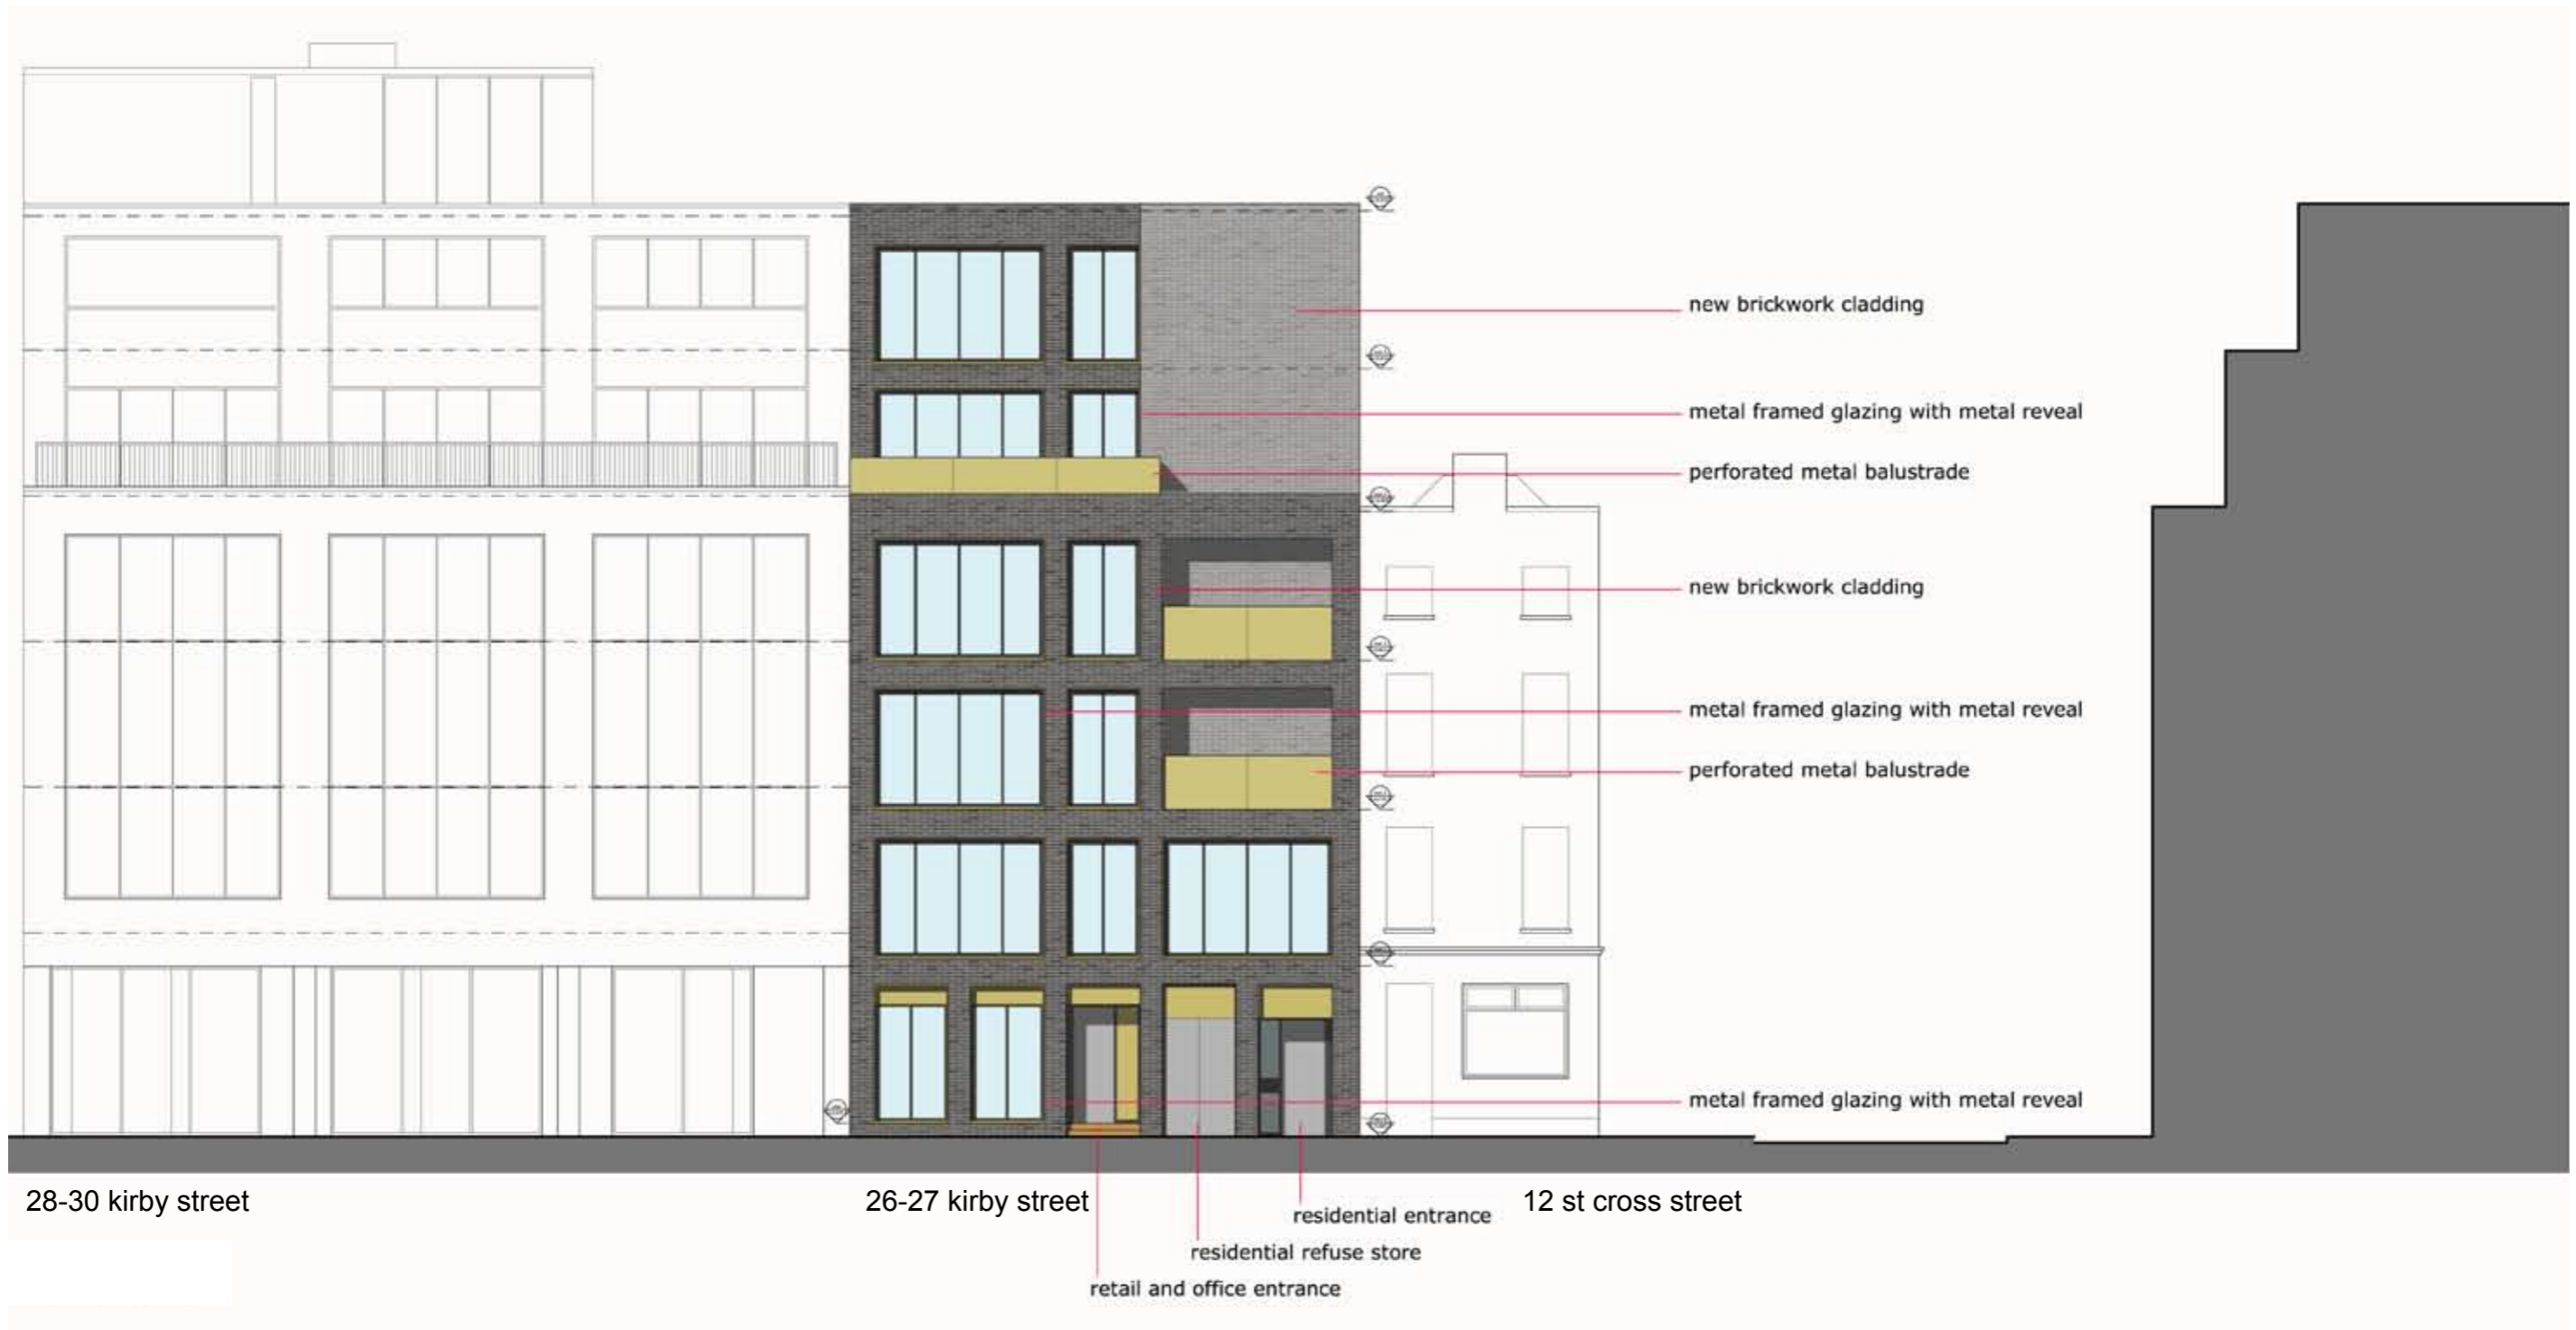 new brickwork cladding
metal framed glazing with metal reveal
perforated metal balustrade
new brickwork cladding
metal framed glazing with metal reveal
perforated metal balustrade
metal framed glazing with metal reveal
28-30 kirby street
26-27 kirby street
12 st cross street
residential entrance
residential refuse store
retail and office entrance